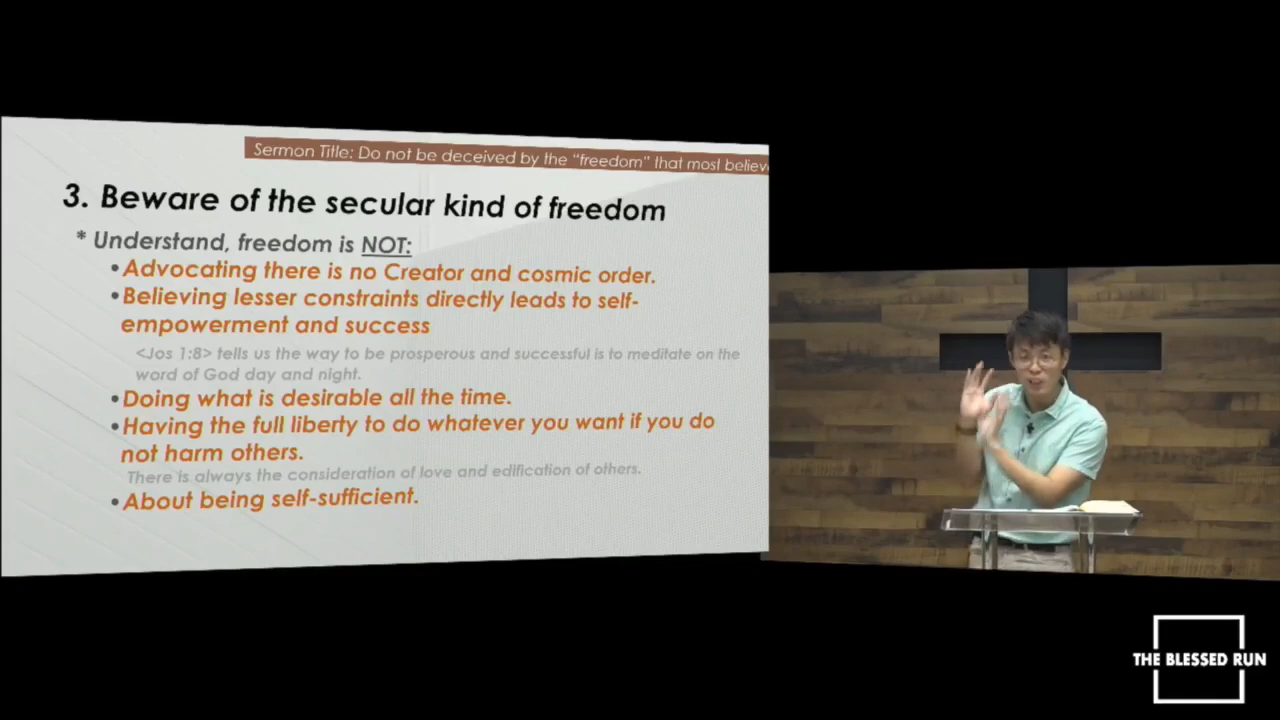 Sermon Title: Do not be deceived by the "freedom" that most believe
3. Beware of the secular kind of freedom
* Understand, freedom is NOT:
•Advocating there is no Creator and cosmic order.
•Believing lesser constraints directly leads to self-
empowerment and success
<Jos 1:8> tells us the way to be prosperous and successful is to meditate on the
word of God day and night.
•Doing what is desirable all the time.
•Having the full liberty to do whatever you want if you do
not harm others.
There is always the consideration of love and edification of others.
•About being self-sufficient.
THE BLESSED RUN